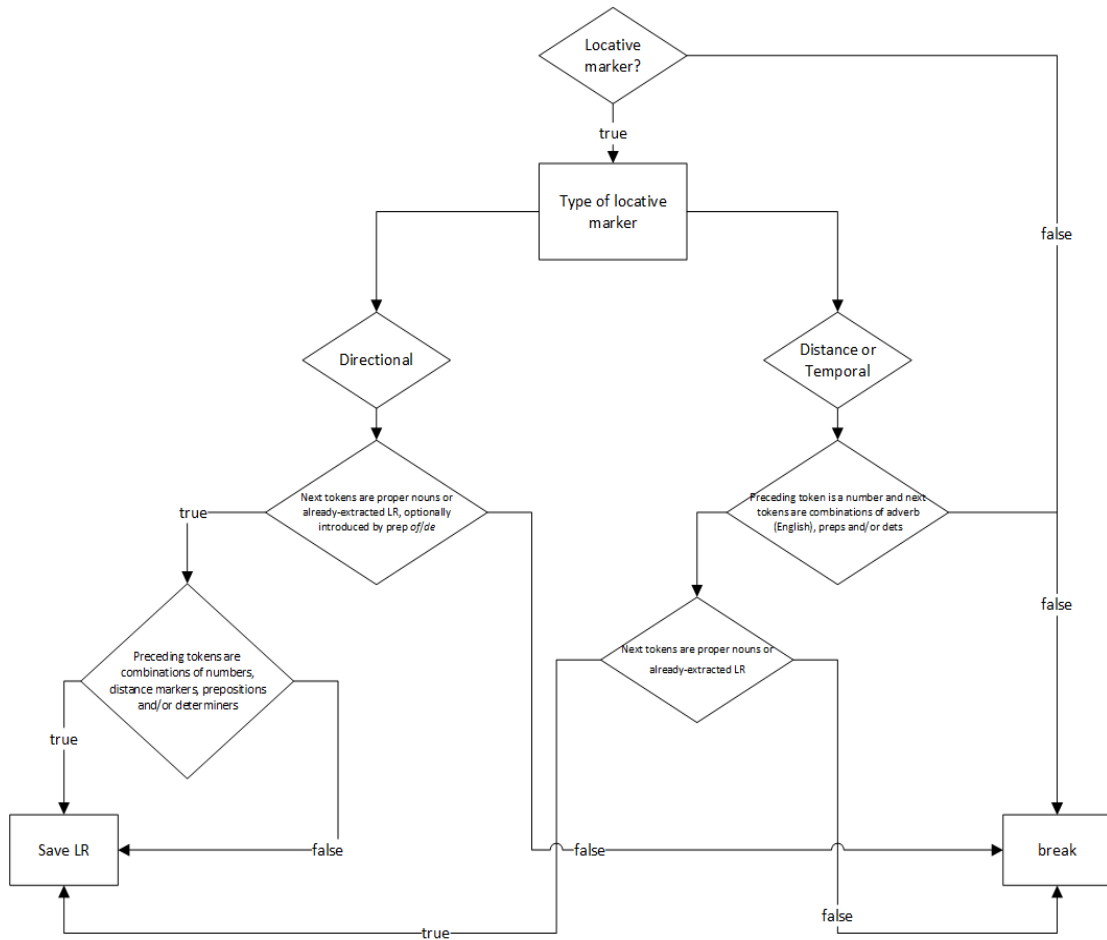 Locative
marker?
true
Type of locative
marker
false
Directional
Distance or
Temporal
Next tokens are proper nouns or
already-extracted LR, optionally
introduced by prep of/de
Preceding token is a number and next
tokens are combinations of adverb
(English), preps and/or dets
true
false
Preceding tokens are
combinations of numbers,
distance markers, prepositions
and/or determiners
Next tokens are proper nouns or
already-extracted LR
true
Save LR
false
false
break
false
true